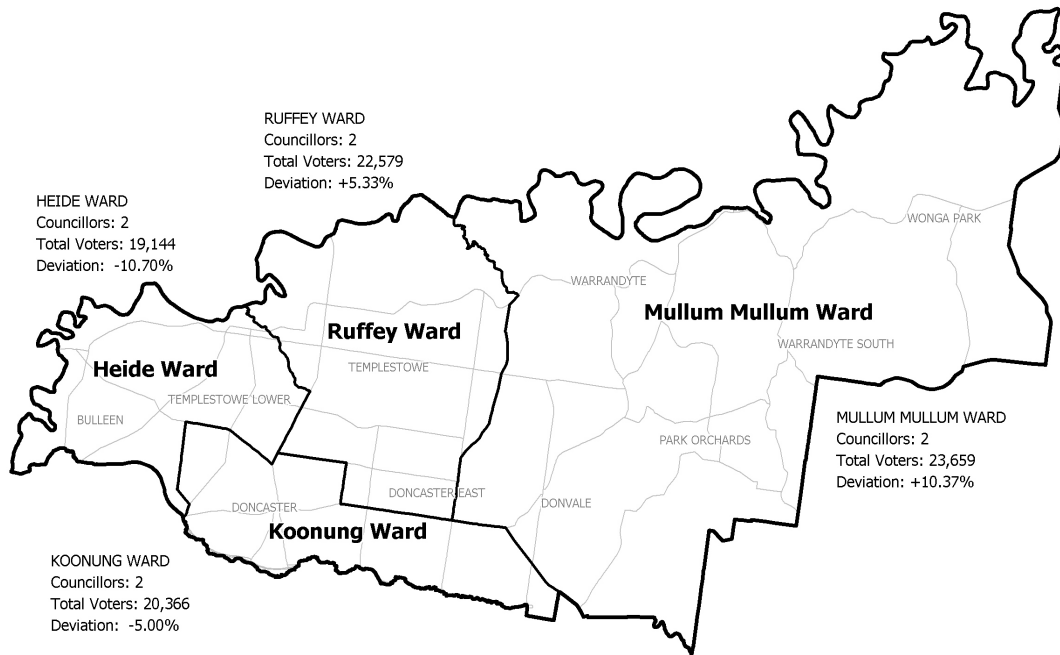 RUFFEY WARD
Councillors: 2
Total Voters: 22,579
Deviation: +5.33%
HEIDE WARD
Councillors: 2
Total Voters: 19,144
Deviation: -10.70%
WONGA PARK
WARRANDYTE
Mullum Mullum Ward
Ruffey Ward
WARRANDYTE SOUTH
Heide Ward
TEMPLESTOWE
TEMPLESTOWE LOWER
BULLEEN
MULLUM MULLUM WARD
Councillors: 2
Total Voters: 23,659
Deviation: +10.37%
PARK ORCHARDS
DONCASTER EAST
DONVALE
DONCASTER
Koonung Ward
KOONUNG WARD
Councillors: 2
Total Voters: 20,366
Deviation: -5.00%